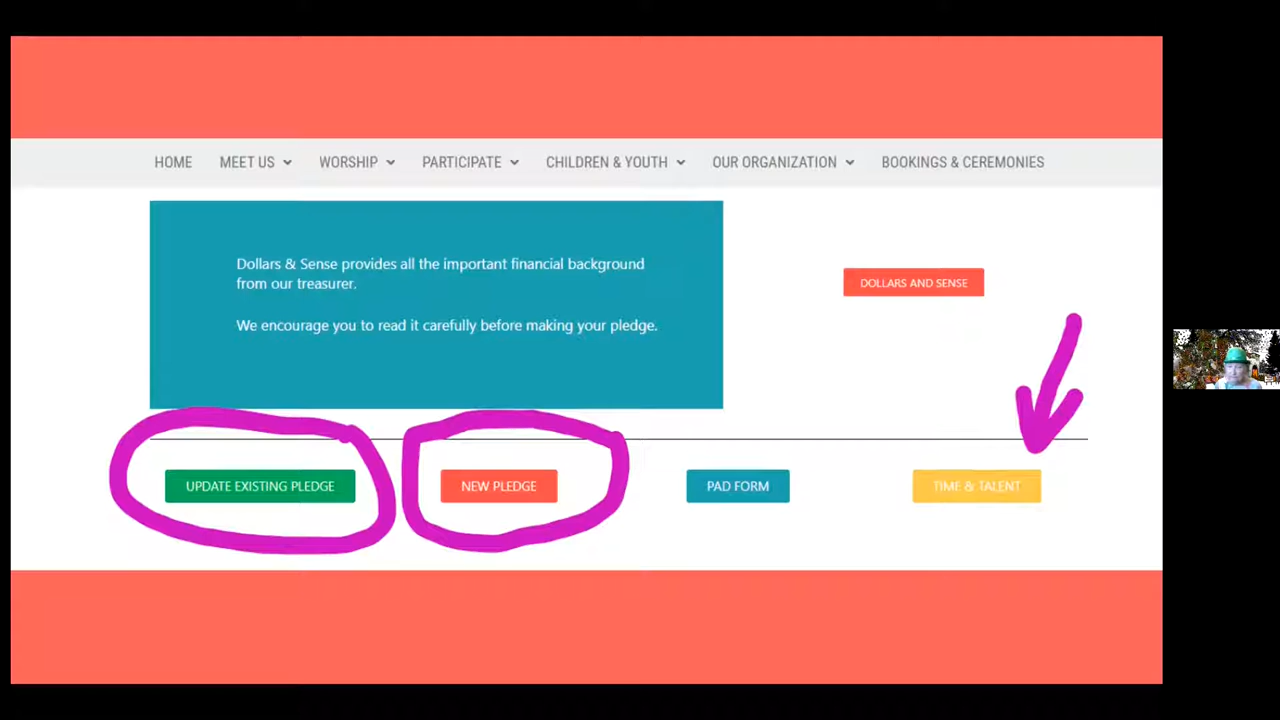 HOME MEET US WORSHIP PARTICIPATE CHILDREN & YOUTH OUR ORGANIZATION BOOKINGS & CEREMONIES
Dollars & Sense provides all the important financial background
from our treasurer.
We encourage you to read it carefully before making your pledge.
DOLLARS AND SENSE
UPDATE EXISTING PLEDGE NEW PLEDGE PAD FORM TIME & TALENT